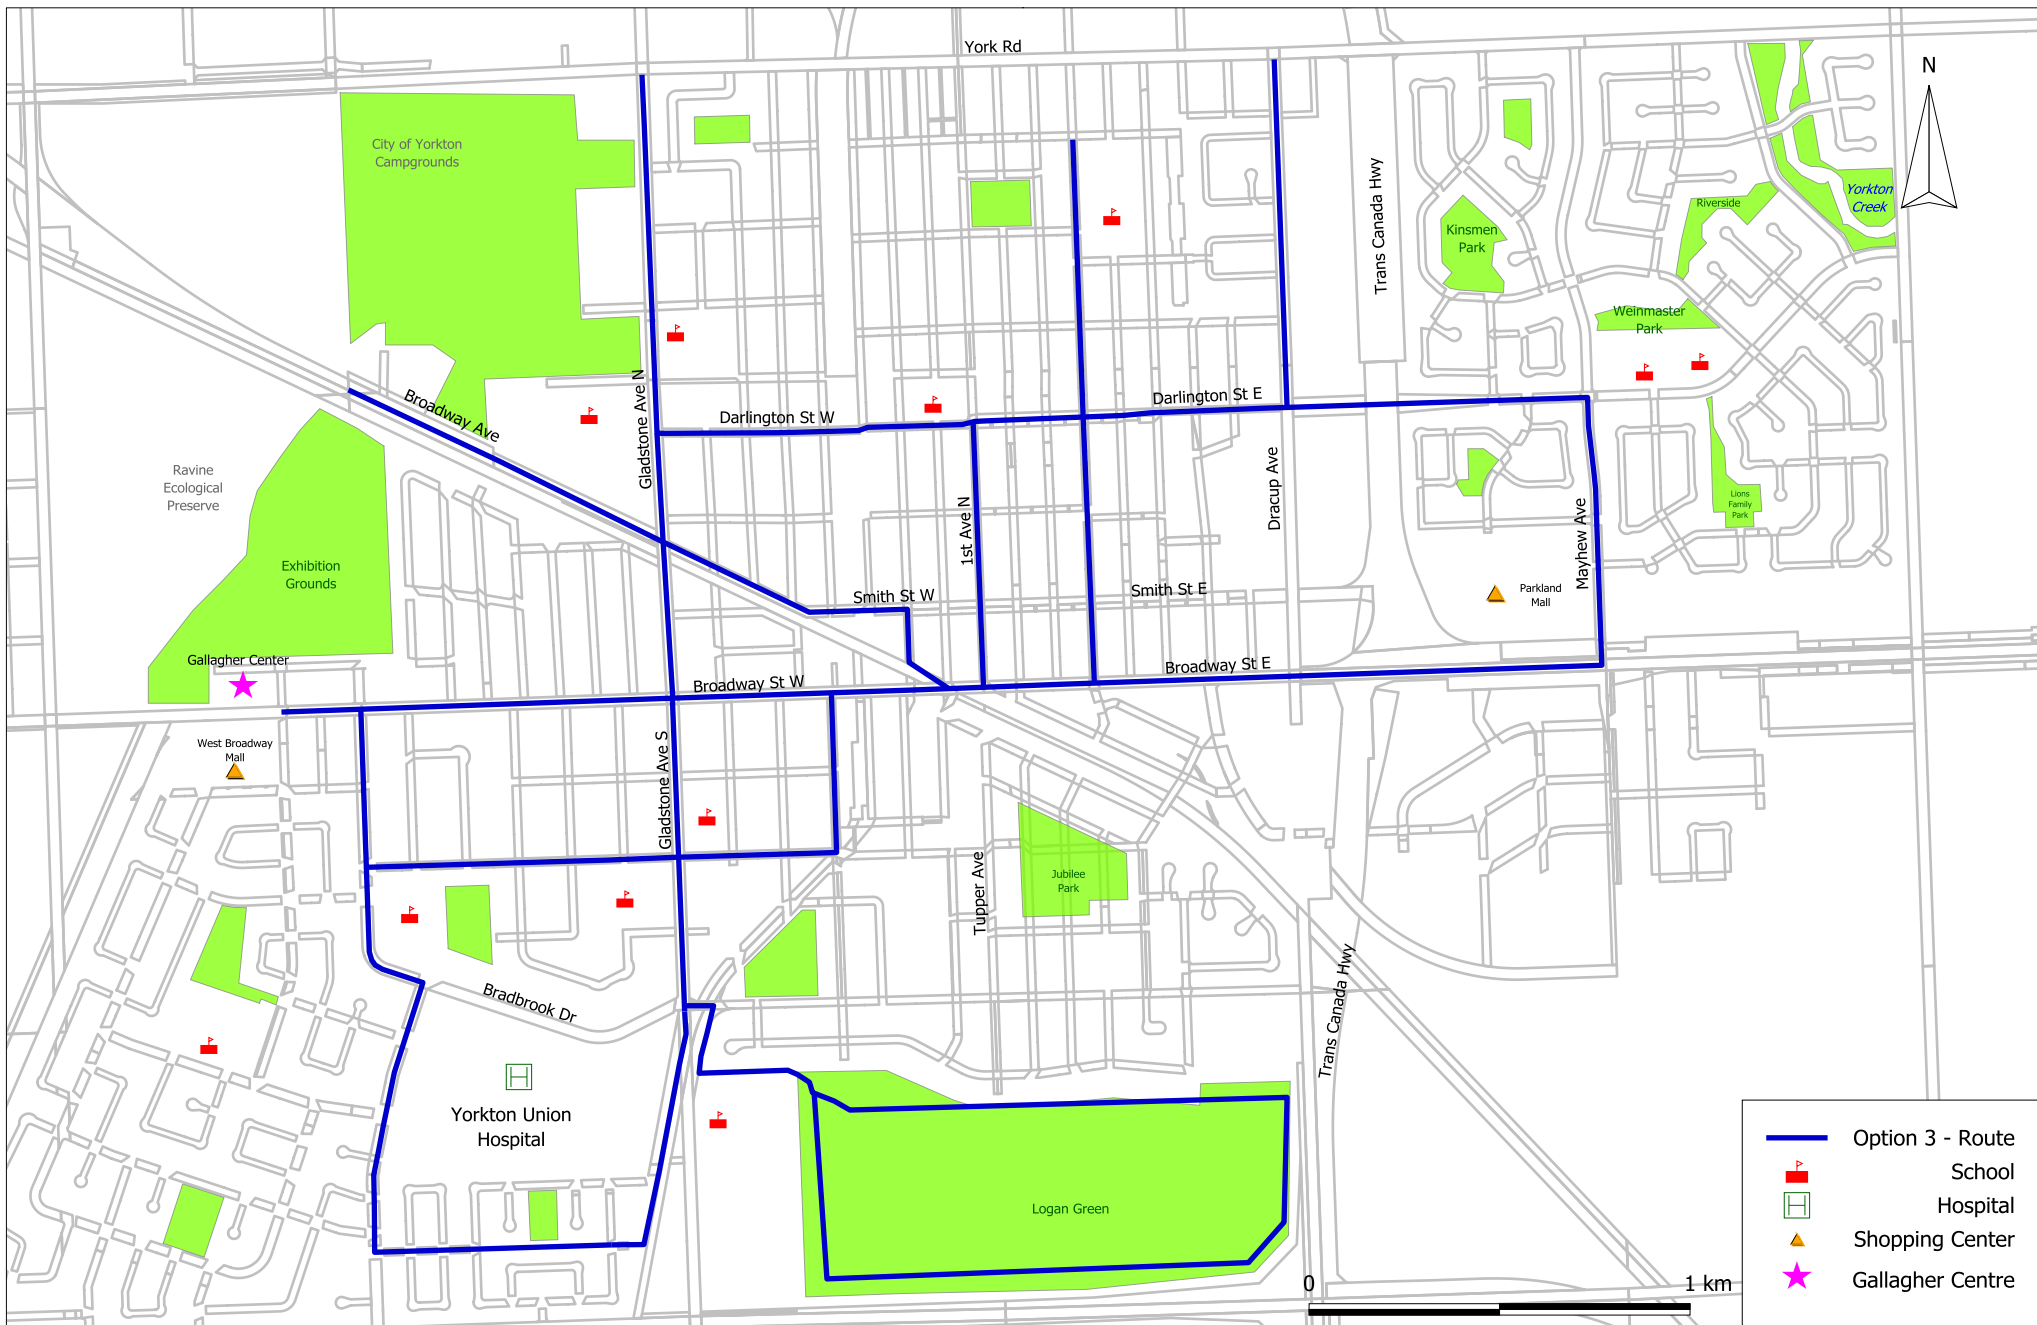 York Rd
N
City of Yorkton
Campgrounds
Trans Canada Hwy
Yorkton
Creek
Riverside
Kinsmen
Park
Weinmaster
Park
Broadway Ave
Gladstone Ave N
Darlington St W
Darlington St E
Ravine
Ecological
Preserve
1st Ave N
Dracup Ave
Mayhew Ave
Lions
Family
Park
Exhibition
Grounds
Smith St W
Smith St E
Parkland
Mall
Gallagher Center
Broadway St W
Broadway St E
West Broadway
Mall
Gladstone Ave S
Tupper Ave
Jubilee
Park
Bradbrook Dr
Trans Canada Hwy
H
Yorkton Union
Hospital
Logan Green
Option 3 - Route
School
H
Hospital
Shopping Center
Gallagher Centre
0
1 km